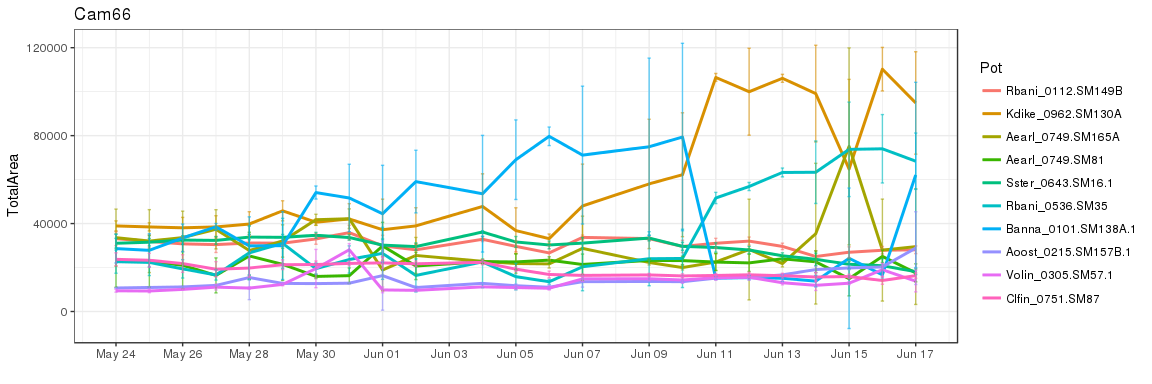 Cam66
TotalArea
120000
80000
40000
0
May 24
May 26
May 28
May 30
Jun 01
Jun 03
Jun 05
Jun 07
Jun 09
Jun 11
Jun 13
Jun 15
Jun 17
Pot
Rbani_0112.SM149B
Kdike_0962.SM130A
Aearl_0749.SM165A
Aearl_0749.SM81
Sster_0643.SM16.1
Rbani_0536.SM35
Banna_0101.SM138A.1
Aoost_0215.SM157B.1
Volin_0305.SM57.1
Clfin_0751.SM87